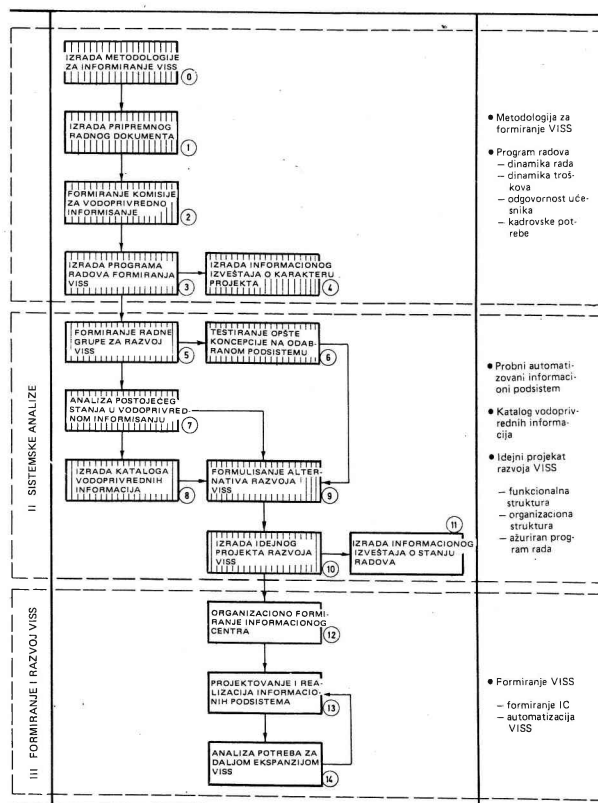 IZRADA METODOLOGIJE
ZA INFORMIRANJE VISS
0
IZRADA PRIPREMNOG
RADNOG DOKUMENTA
1
FORMIRANJE KOMISIJE
ZA VODOPRIVREDNO
INFORMISANJE
2
IZRADA PROGRAMA
RADOVA FORMIRANJA
VISS
3
IZRADA INFORMACIONOG
IZVEŠTAJA O KARAKTERU
PROJEKTA
4
• Metodologija za
formiranje VISS
• Program radova
— dinamika rada
— dinamika troš-
kova
— odgovornost uče-
snika
— kadrovske pot-
rebe
II SISTEMSKE ANALIZE
FORMIRANJE RADNE
GRUPE ZA RAZVOJ
VISS
5
TESTIRANJE OPŠTE
KONCEPCIJE NA ODAB-
RANOM PODSISTEMU
6
ANALIZA POSTOJEĆEG
STANJA U VODOPRIVRED-
NOM INFORMISANJU
7
IZRADA KATALOGA
VODOPRIVREDNIH
INFORMACIJA
8
FORMULISANJE ALTER-
NATIVA RAZVOJA
VISS
9
IZRADA IDEJNOG
PROJEKTA RAZVOJA
VISS
10
11
IZRADA INFORMACIONOG
IZVEŠTAJA O STANJU
RADOVA
• Probni automati-
zovani informaci-
oni podsistem
• Katalog vodopriv-
rednih informa-
cija
• Idejni projekat
razvoja VISS
— funkcionalna
struktura
— organizaciona
struktura
— ažuriran prog-
ram rada
III FORMIRANJE I RAZVOJ VISS
ORGANIZACIONO FORMI-
RANJE INFORMACIONOG
CENTRA
12
PROJEKTOVANJE I REA-
LIZACIJA INFORMACIO-
NIH PODSISTEMA
13
ANALIZA POTREBA ZA
DALJOM EKSPANZIJOM
VISS
14
• Formiranje VISS
— formiranje IC
— automatizacija
VISS